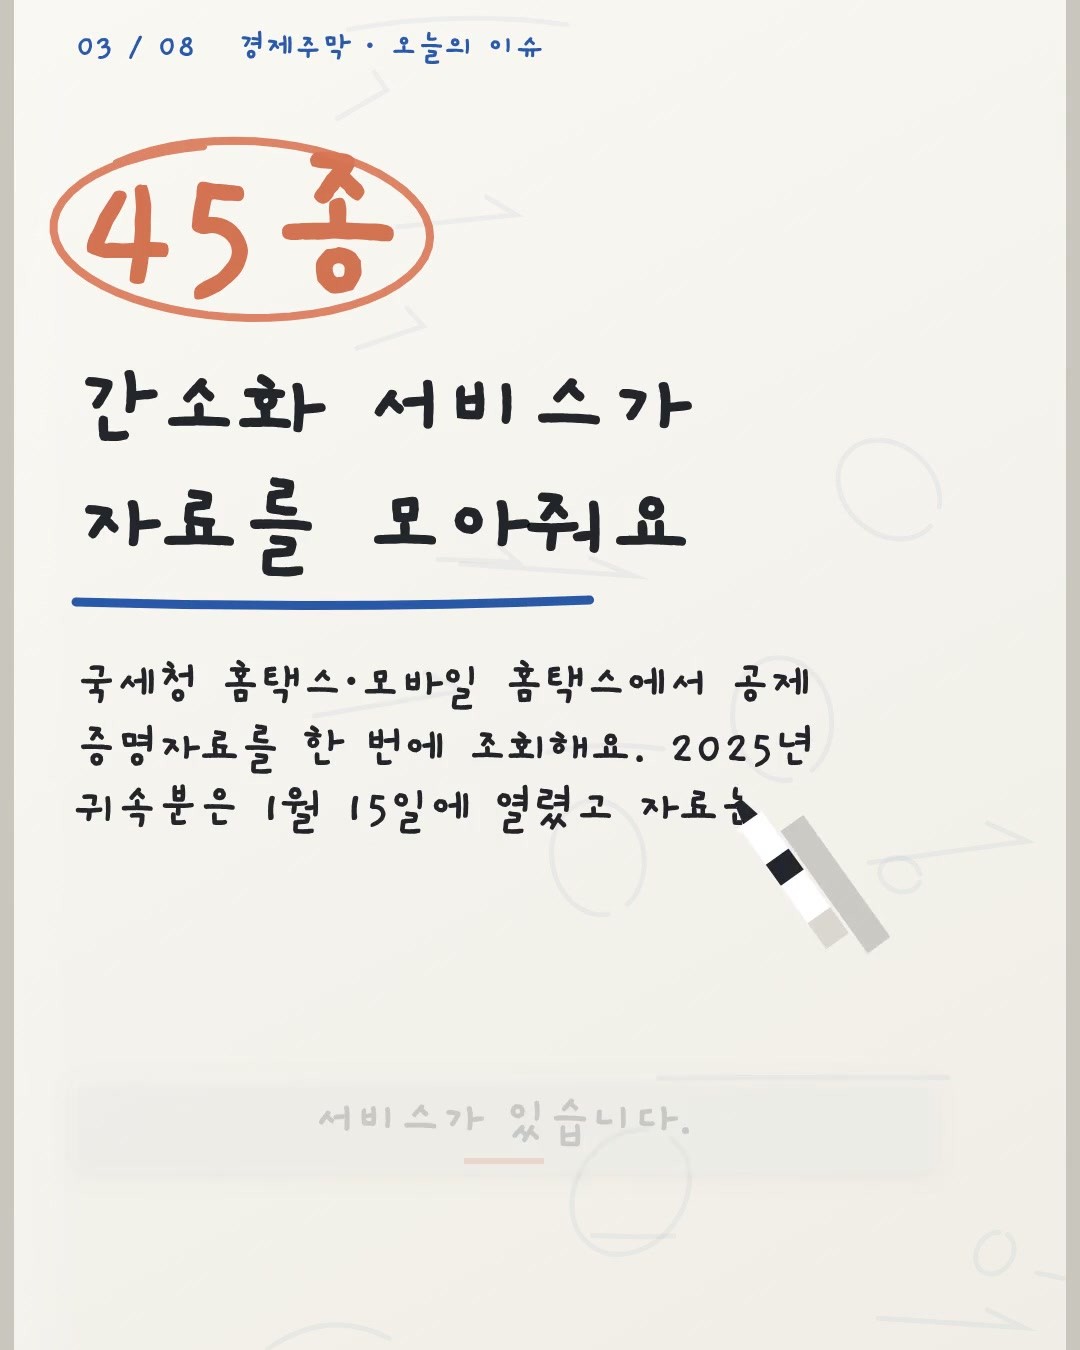 03 / 08 경제주막 · 오늘의 이슈
45종
간소화 서비스가
자료를 모아줘요
국세청 홈택스·모바일 홈택스에서 공제
증명자료를 한 번에 조회해요. 2025년
귀속분은 1월 15일에 열렸고
서비스가 있습니다.